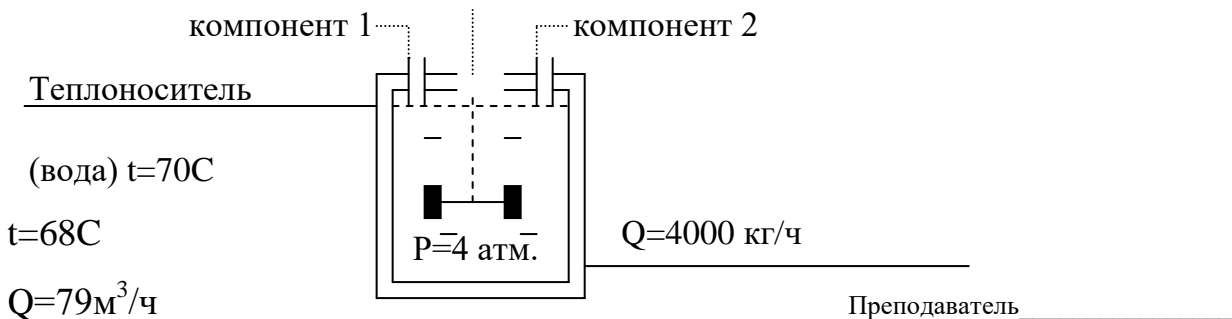 компонент 1
компонент 2
Теплоноситель
(вода) t=70C
t=68C
P=4 атм.
Q=4000 кг/ч
Q=79м³/ч
Преподаватель